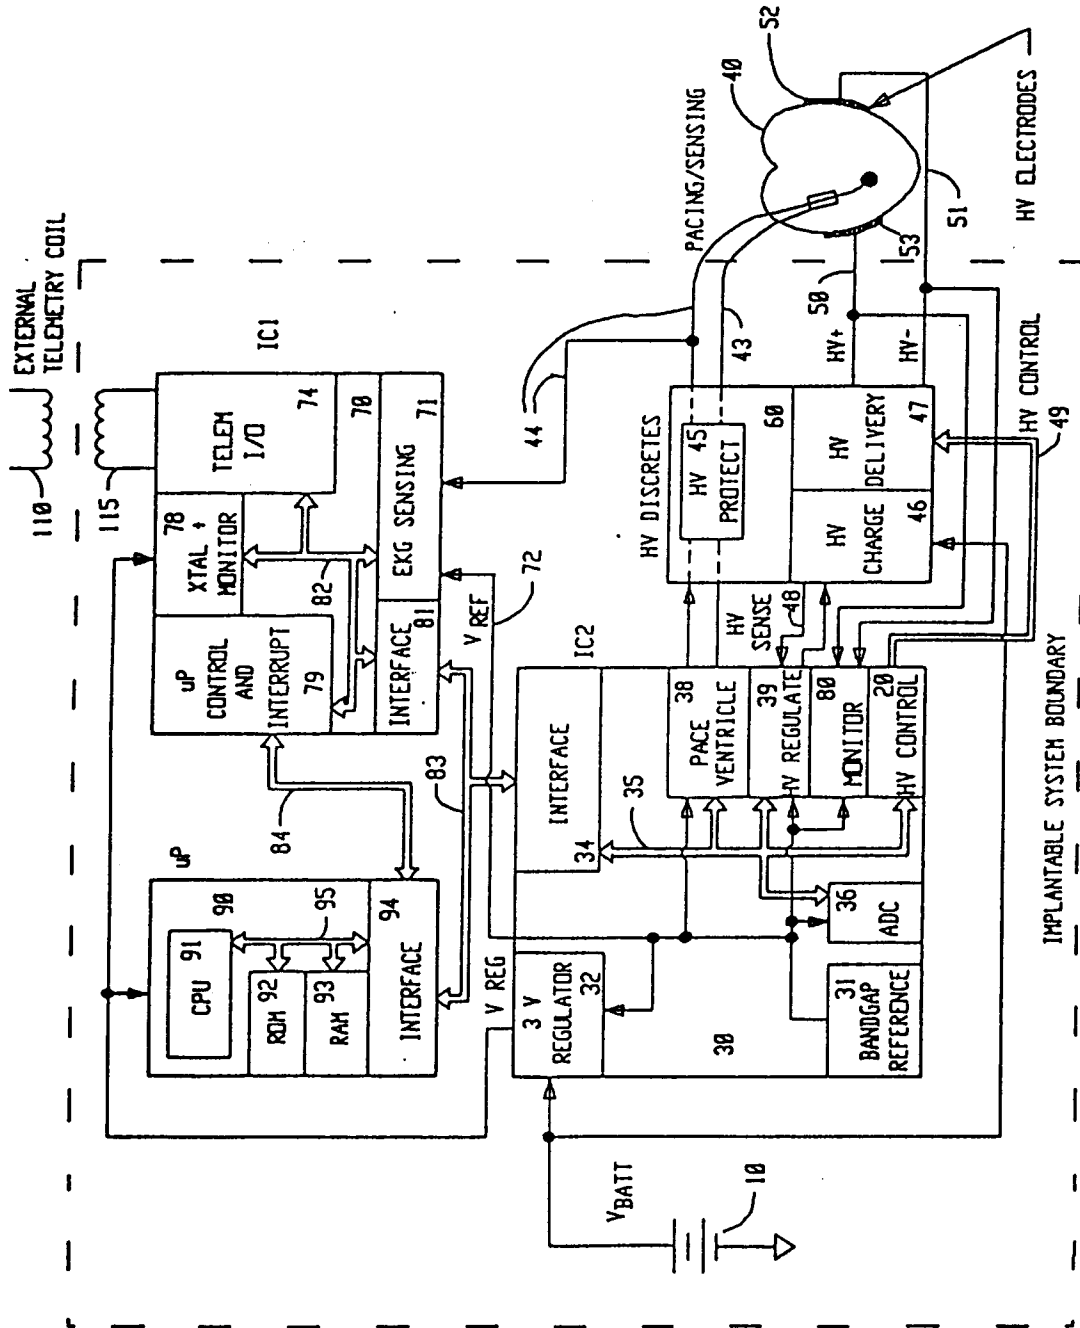 EXTERNAL
TELEMETRY COIL
110
115
IC1
uP
90
CPU
91
95
ROM
92
RAM
93
INTERFACE
94
84
uP
CONTROL
AND
INTERRUPT
79
XTAL +
MONITOR
78
TELEM
I/O
74
82
70
INTERFACE
81
EKG SENSING
71
83
V REF
72
44
V REG
IC2
3 V
REGULATOR
32
INTERFACE
34
35
30
BANDGAP
REFERENCE
31
ADC
36
PACE
VENTRICLE
38
HV REGULATE
39
MONITOR
80
HV CONTROL
20
HV
SENSE
48
HV DISCRETES
HV
PROTECT
45
60
HV
CHARGE
46
HV
DELIVERY
47
43
PACING/SENSING
40
52
53
50
51
HV+
HV-
HV ELECTRODES
HV CONTROL
49
VBATT
10
IMPLANTABLE SYSTEM BOUNDARY